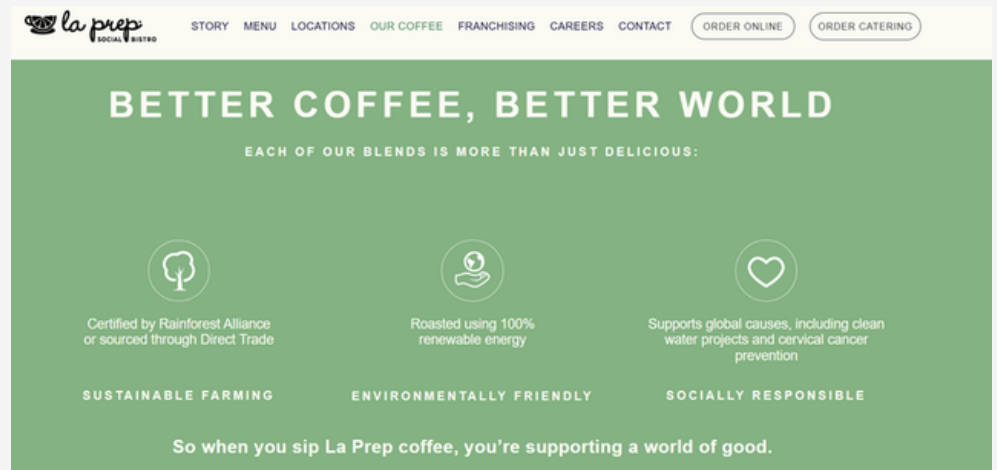 la prep
SOCIAL BISTRO
STORY MENU LOCATIONS OUR COFFEE FRANCHISING CAREERS CONTACT ORDER ONLINE ORDER CATERING
BETTER COFFEE, BETTER WORLD
EACH OF OUR BLENDS IS MORE THAN JUST DELICIOUS:
Certified by Rainforest Alliance
or sourced through Direct Trade
SUSTAINABLE FARMING
Roasted using 100%
renewable energy
ENVIRONMENTALLY FRIENDLY
Supports global causes, including clean
water projects and cervical cancer
prevention
SOCIALLY RESPONSIBLE
So when you sip La Prep coffee, you're supporting a world of good.